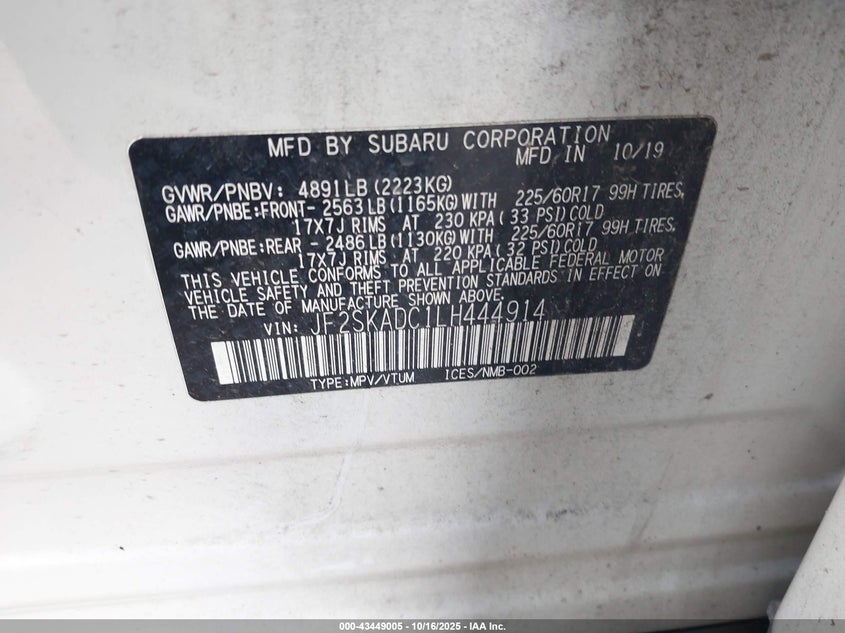 MFD BY SUBARU CORPORATION
MFD IN 10/19
GVWR/PNBV: 4891LB(2223KG)
GAWR/PNBE:FRONT- 2563LB(1165KG)WITH 225/60R17 99H TIRES,
17X7J RIMS AT 230 KPA(33 PSI)COLD
GAWR/PNBE:REAR - 2486LB(1130KG)WITH 225/60R17 99H TIRES,
17X7J RIMS AT 220 KPA(32 PSI)COLD
THIS VEHICLE CONFORMS TO ALL APPLICABLE FEDERAL MOTOR
VEHICLE SAFETY AND THEFT PREVENTION STANDARDS IN EFFECT ON
THE DATE OF MANUFACTURE SHOWN ABOVE.
VIN: JF2SKADC1LH444914
TYPE:MPV/VTUM ICES/NMB-002
000-43449005 - 10/16/2025 - IAA Inc.